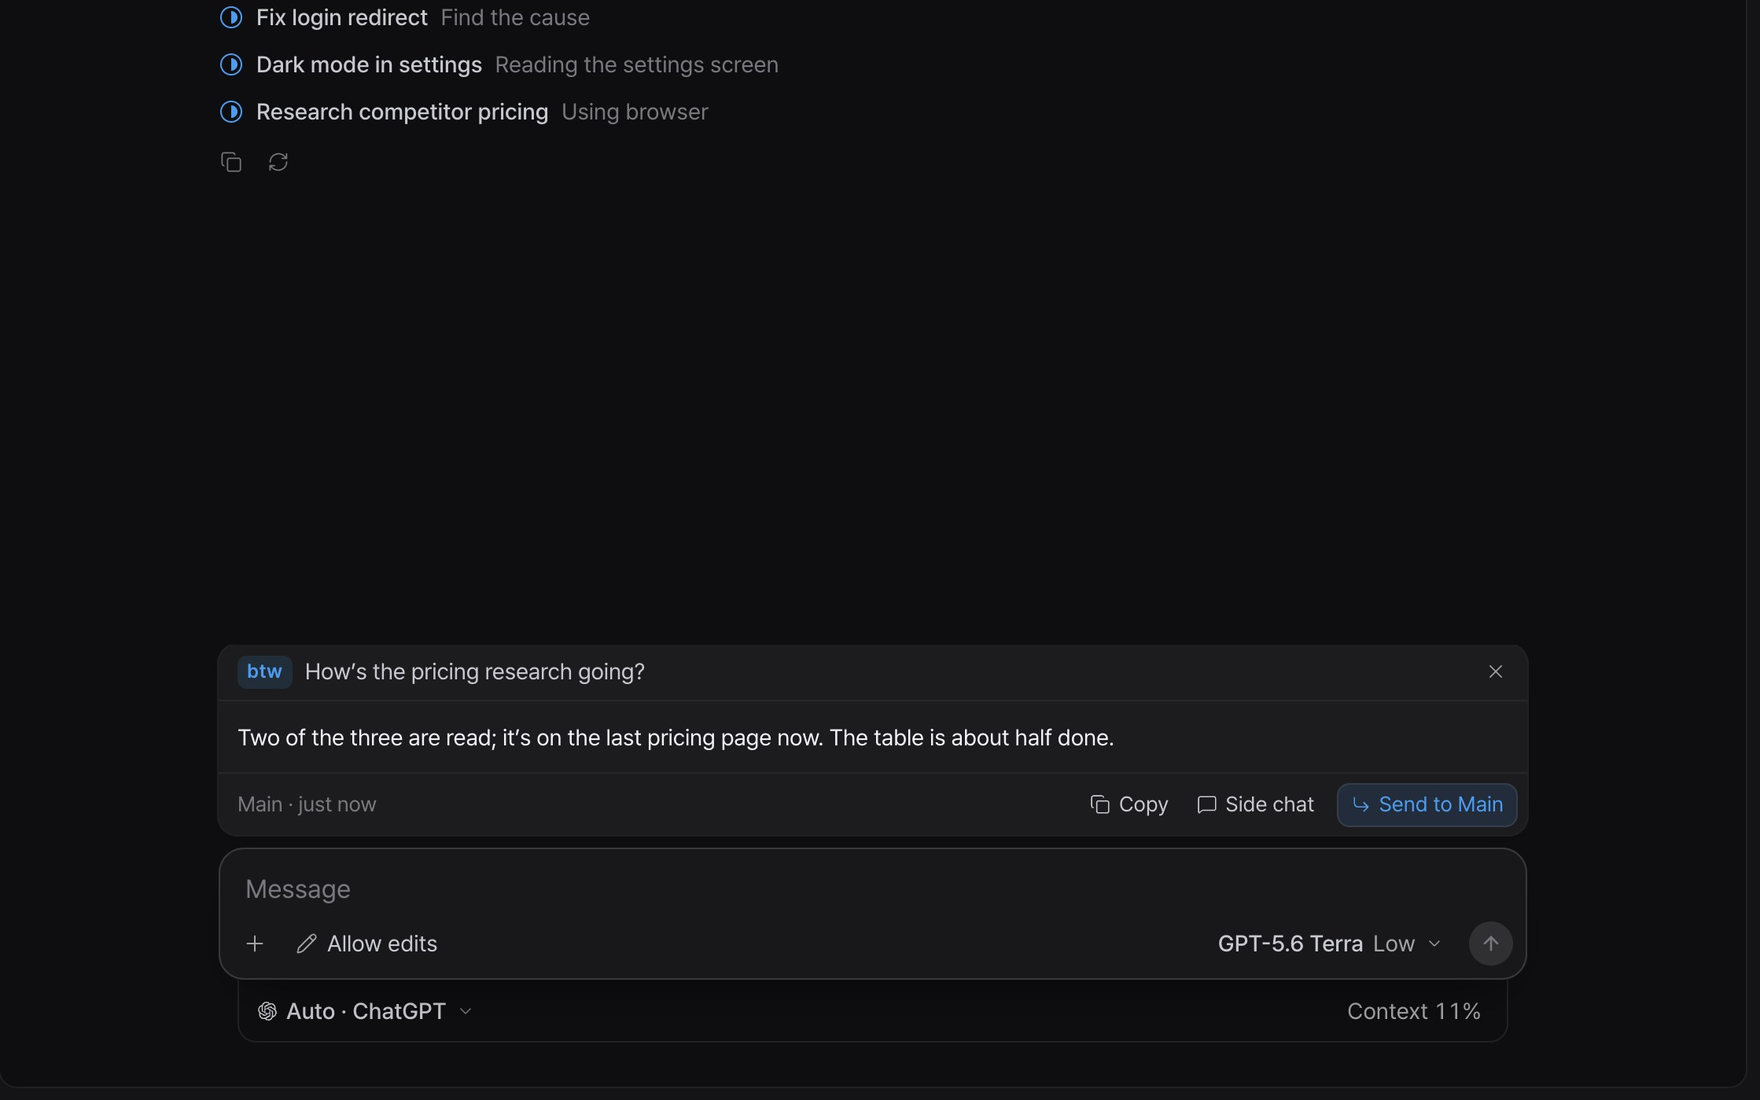 Fix login redirect Find the cause
Dark mode in settings Reading the settings screen
Research competitor pricing Using browser
btw How’s the pricing research going?
Two of the three are read; it’s on the last pricing page now. The table is about half done.
Main · just now Copy Side chat Send to Main
Message
Allow edits GPT-5.6 Terra Low
Auto · ChatGPT Context 11%